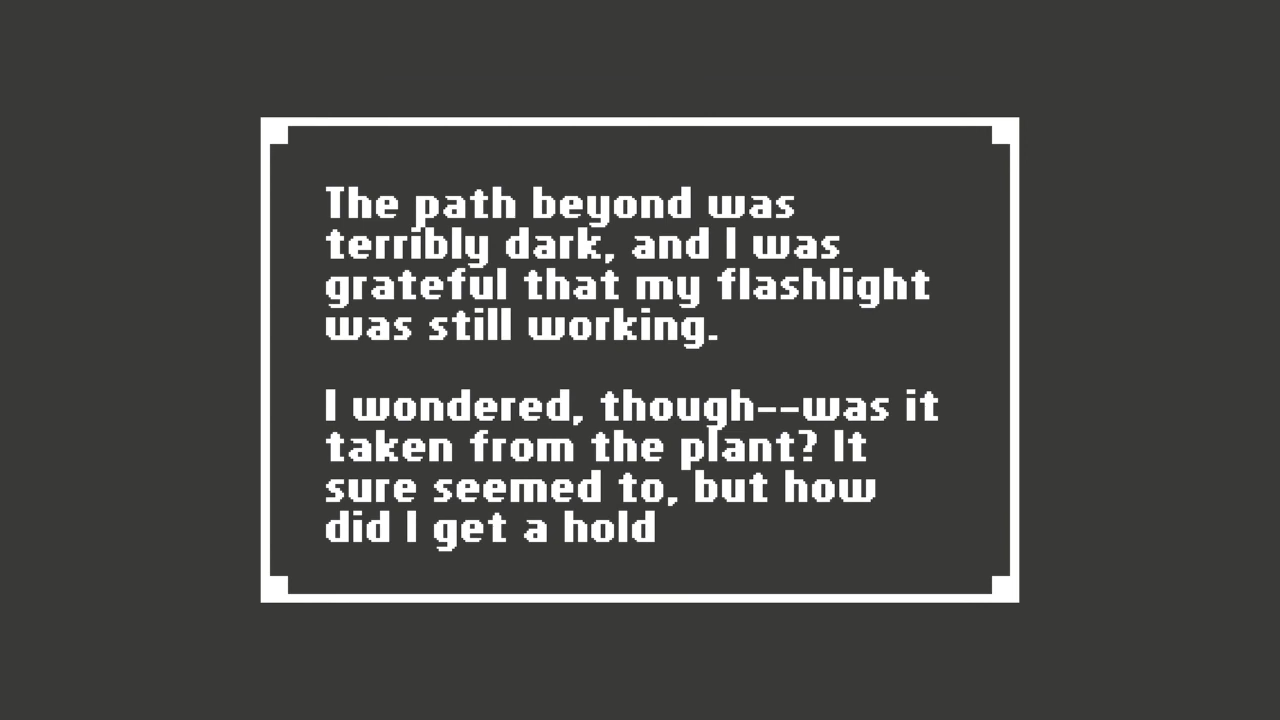 The path beyond was
terribly dark, and I was
grateful that my flashlight
was still working.
I wondered, though--was it
taken from the plant? It
sure seemed to, but how
did I get a hold